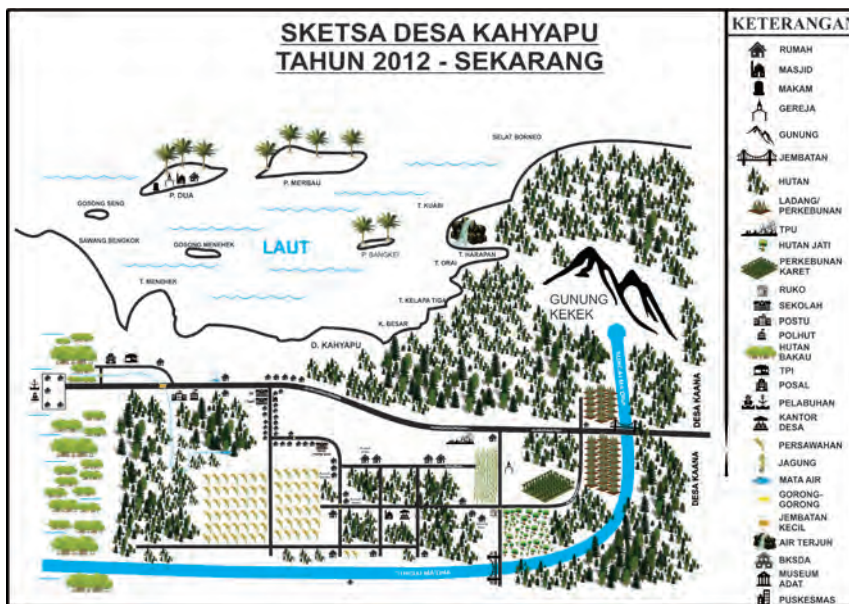 SKETSA DESA KAHYAPU
TAHUN 2012 - SEKARANG
SELAT BORNEO
P. DUA
P. MERBAU
GOSONG SENG
T. KUABI
SAWANG BENGKOK
GOSONG MENEHEK
LAUT
P. BANGKEI
T. HARAPAN
T. ORAI
T. MENGHER
T. KELAPA TIGA
K. BESAR
D. KAHYAPU
GUNUNG
KEKEK
DESA KAANA
DESA KAANA
KETERANGAN
RUMAH
MASJID
MAKAM
GEREJA
GUNUNG
JEMBATAN
HUTAN
LADANG/
PERKEBUNAN
TPU
HUTAN JATI
PERKEBUNAN
KARET
RUKO
SEKOLAH
POSTU
POLHUT
HUTAN
BAKAU
TPI
POSAL
PELABUHAN
KANTOR
DESA
PERSAWAHAN
JAGUNG
MATA AIR
GORONG-
GORONG
JEMBATAN
KECIL
AIR TERJUN
BKSDA
MUSEUM
ADAT
PUSKESMAS